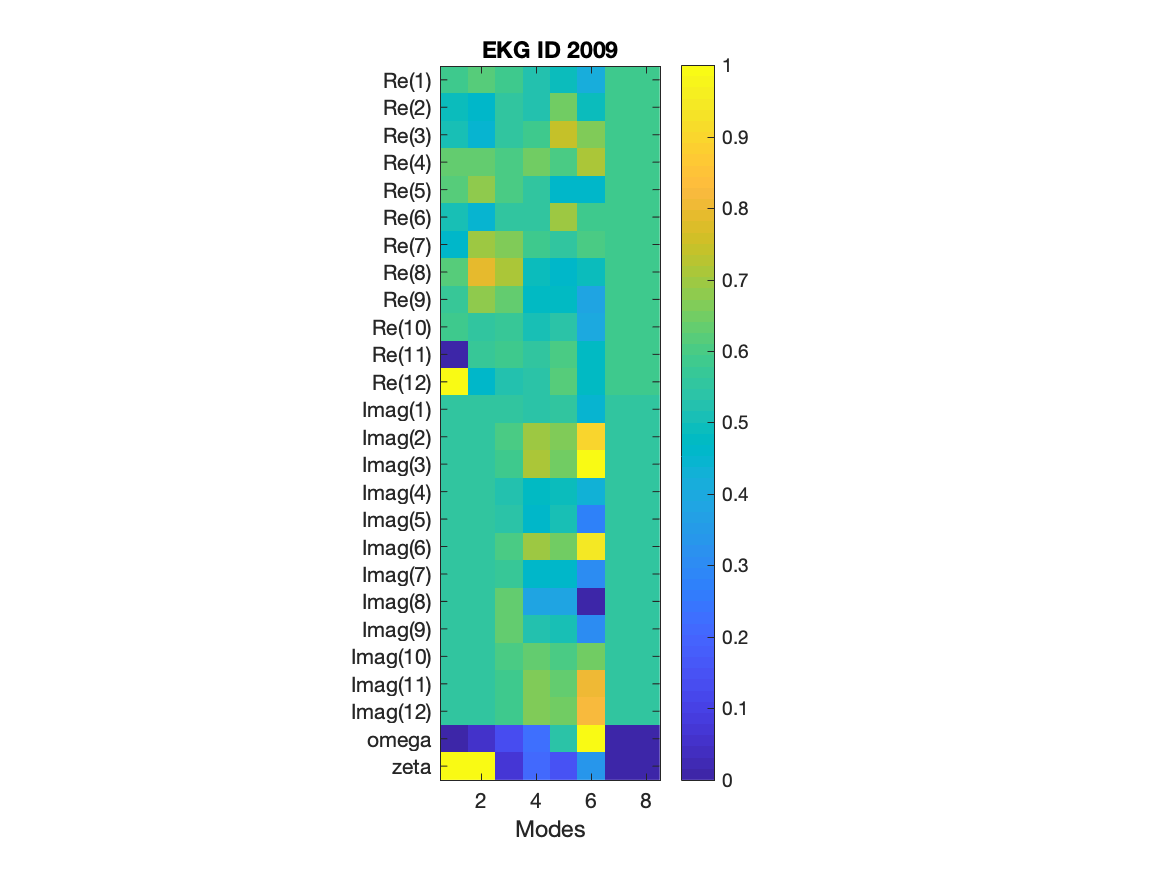 EKG ID 2009
Re(1)
Re(2)
Re(3)
Re(4)
Re(5)
Re(6)
Re(7)
Re(8)
Re(9)
Re(10)
Re(11)
Re(12)
Imag(1)
Imag(2)
Imag(3)
Imag(4)
Imag(5)
Imag(6)
Imag(7)
Imag(8)
Imag(9)
Imag(10)
Imag(11)
Imag(12)
omega
zeta
2 4 6 8
Modes
1
0.9
0.8
0.7
0.6
0.5
0.4
0.3
0.2
0.1
0